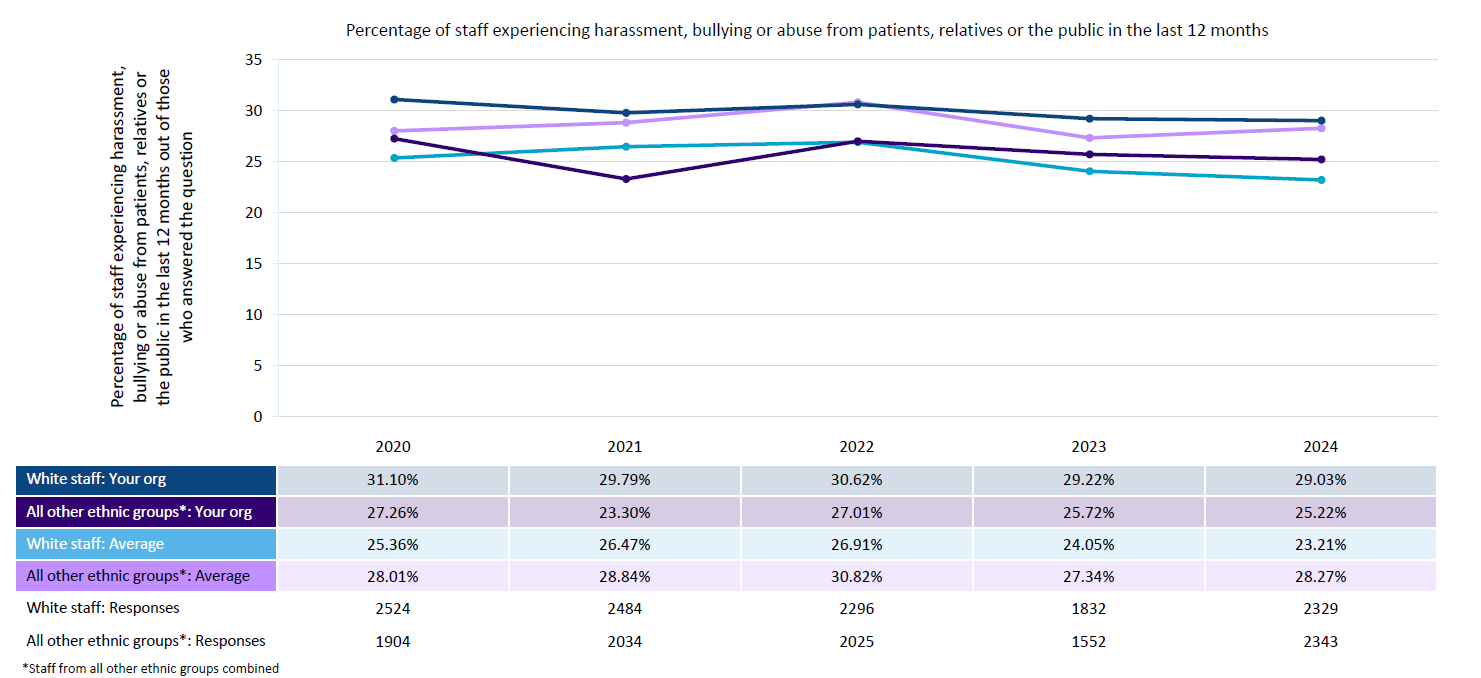 Percentage of staff experiencing harassment, bullying or abuse from patients, relatives or the public in the last 12 months
Percentage of staff experiencing harassment,
bullying or abuse from patients, relatives or
the public in the last 12 months out of those
who answered the question
35
30
25
20
15
10
5
0
2020 2021 2022 2023 2024
White staff: Your org 31.10% 29.79% 30.62% 29.22% 29.03%
All other ethnic groups*: Your org 27.26% 23.30% 27.01% 25.72% 25.22%
White staff: Average 25.36% 26.47% 26.91% 24.05% 23.21%
All other ethnic groups*: Average 28.01% 28.84% 30.82% 27.34% 28.27%
White staff: Responses 2524 2484 2296 1832 2329
All other ethnic groups*: Responses 1904 2034 2025 1552 2343
*Staff from all other ethnic groups combined